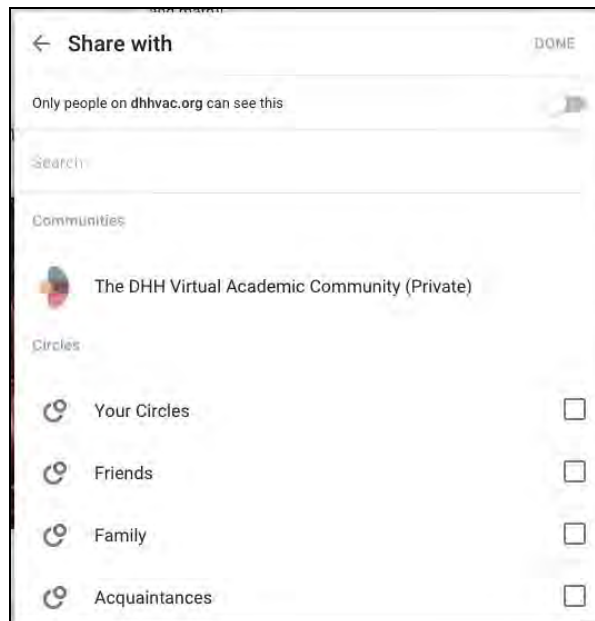 ← Share with DONE
Only people on dhhvac.org can see this
Search
Communities
The DHH Virtual Academic Community (Private)
Circles
Your Circles
Friends
Family
Acquaintances